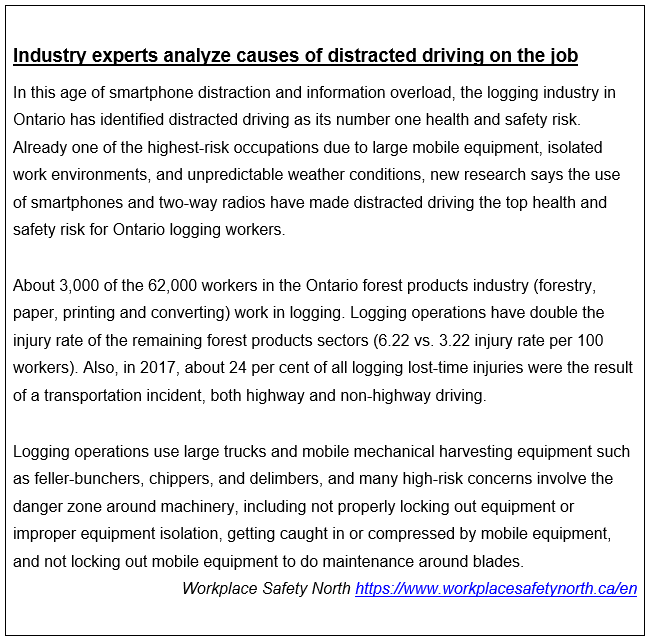 Industry experts analyze causes of distracted driving on the job
In this age of smartphone distraction and information overload, the logging industry in
Ontario has identified distracted driving as its number one health and safety risk.
Already one of the highest-risk occupations due to large mobile equipment, isolated
work environments, and unpredictable weather conditions, new research says the use
of smartphones and two-way radios have made distracted driving the top health and
safety risk for Ontario logging workers.
About 3,000 of the 62,000 workers in the Ontario forest products industry (forestry,
paper, printing and converting) work in logging. Logging operations have double the
injury rate of the remaining forest products sectors (6.22 vs. 3.22 injury rate per 100
workers). Also, in 2017, about 24 per cent of all logging lost-time injuries were the result
of a transportation incident, both highway and non-highway driving.
Logging operations use large trucks and mobile mechanical harvesting equipment such
as feller-bunchers, chippers, and delimbers, and many high-risk concerns involve the
danger zone around machinery, including not properly locking out equipment or
improper equipment isolation, getting caught in or compressed by mobile equipment,
and not locking out mobile equipment to do maintenance around blades.
Workplace Safety North https://www.workplacesafetynorth.ca/en